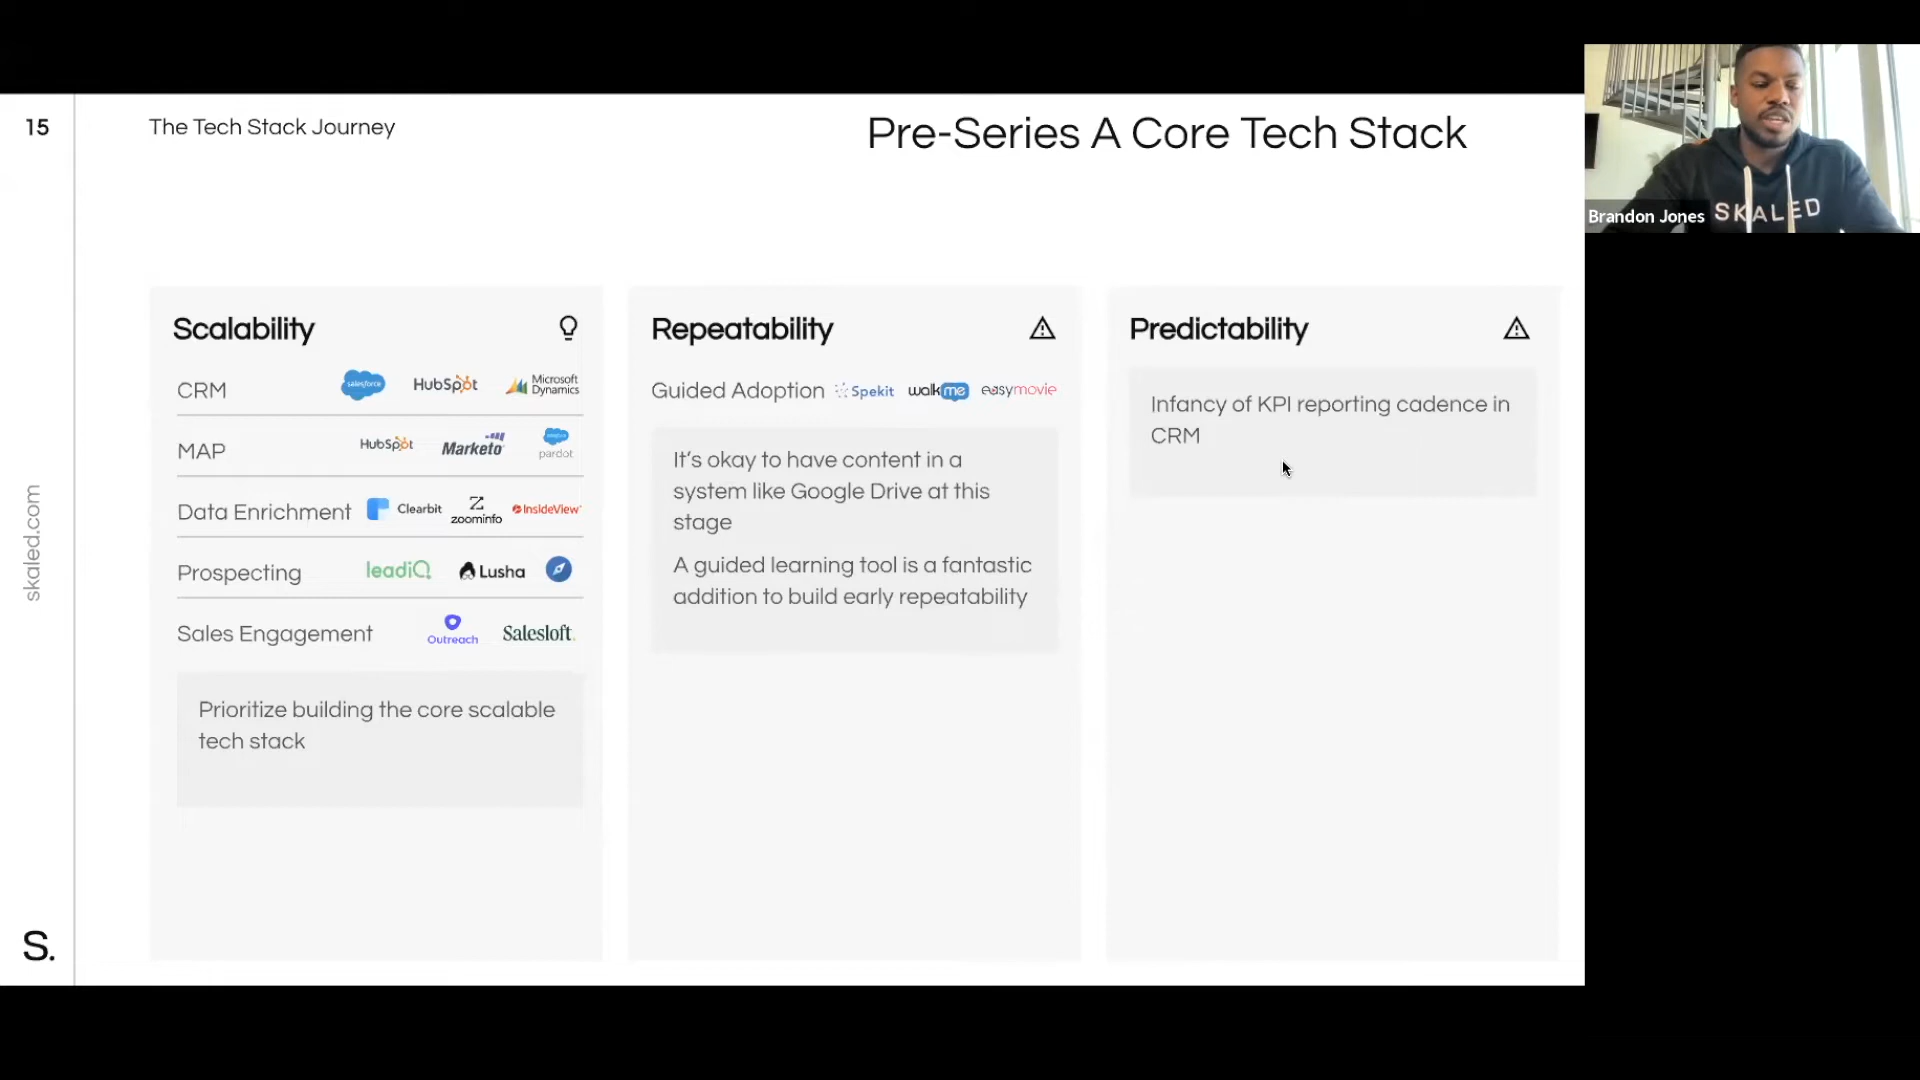 15
The Tech Stack Journey
Pre-Series A Core Tech Stack
Brandon Jones
SKALED
Scalability
CRM
salesforce
HubSpot
Microsoft
Dynamics
MAP
HubSpot
Marketo
salesforce
pardot
Data Enrichment
Clearbit
Z
zoominfo
InsideView
Prospecting
leadiQ
Lusha
Sales Engagement
Outreach
Salesloft.
Prioritize building the core scalable
tech stack
Repeatability
Guided Adoption
Spekit
walkme
easymovie
It's okay to have content in a
system like Google Drive at this
stage
A guided learning tool is a fantastic
addition to build early repeatability
Predictability
Infancy of KPI reporting cadence in
CRM
skaled.com
S.